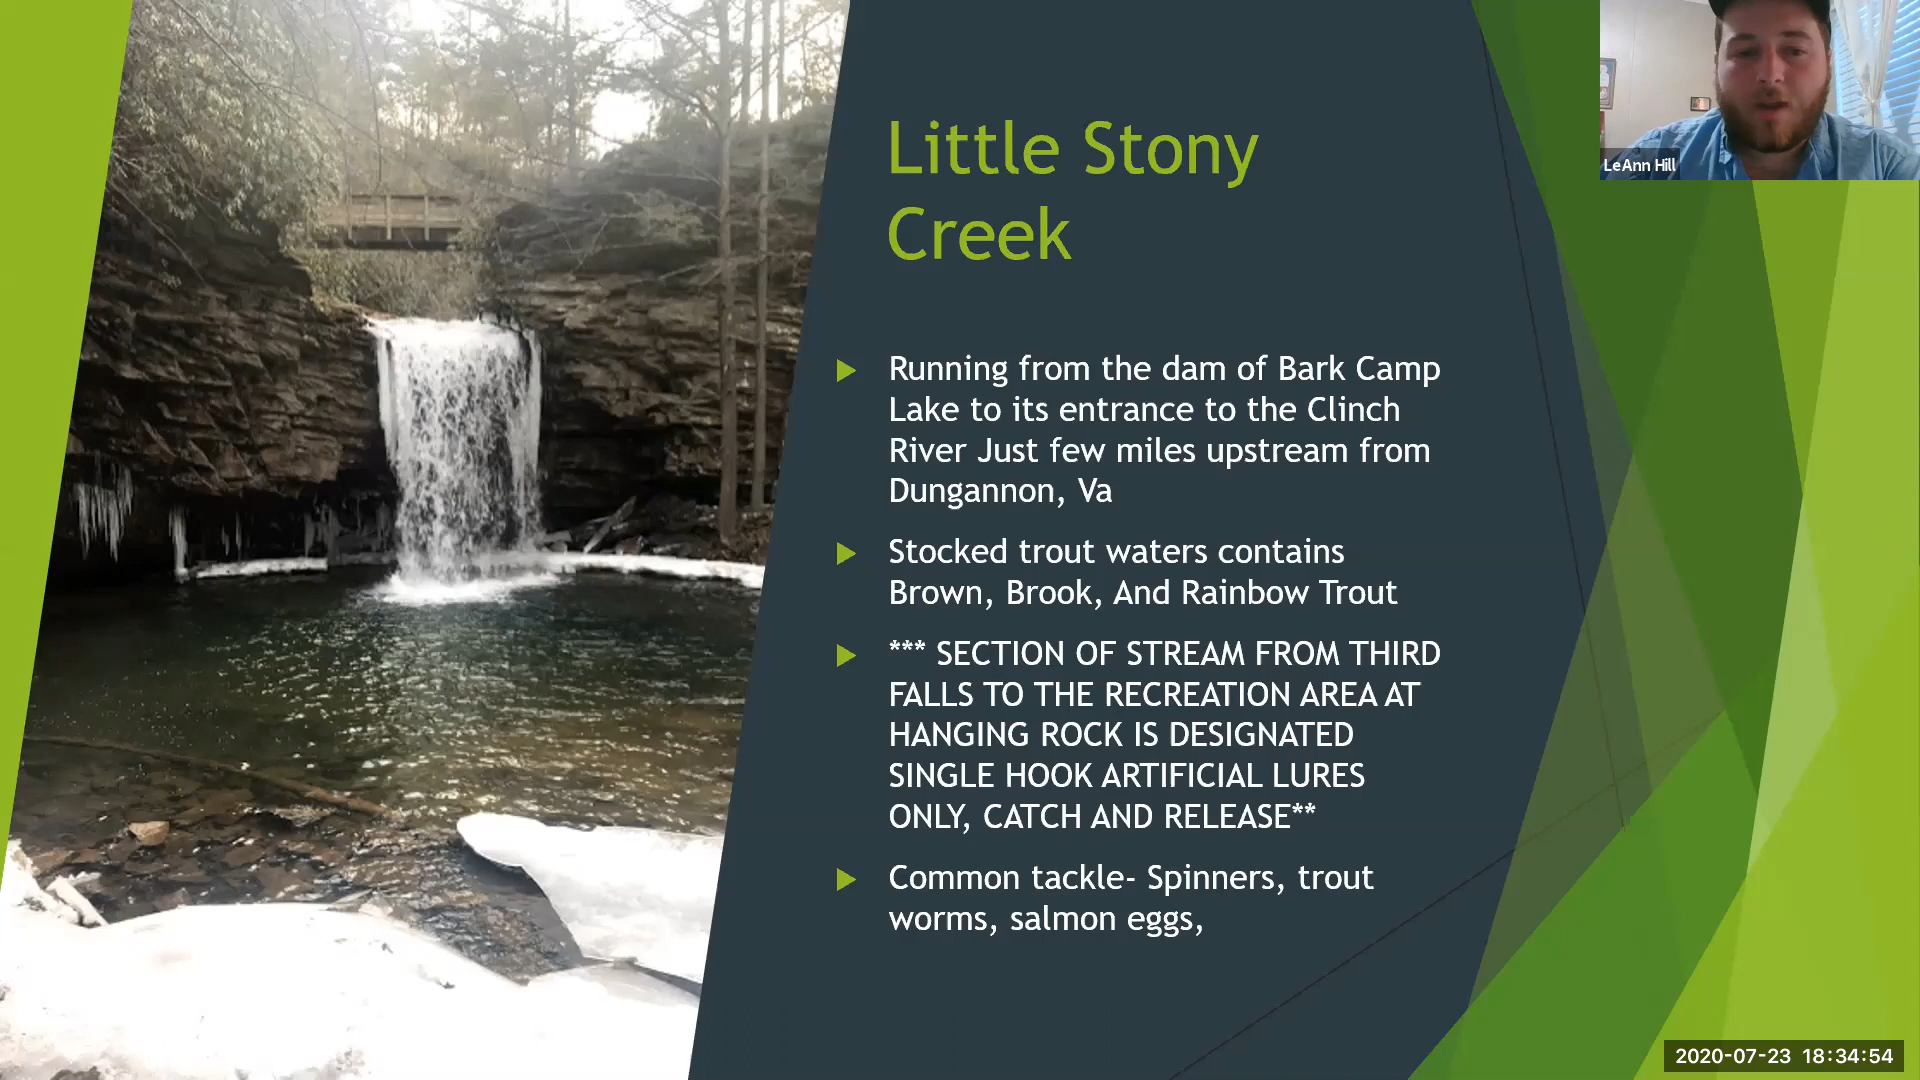 Little Stony
Creek
Running from the dam of Bark Camp
Lake to its entrance to the Clinch
River Just few miles upstream from
Dungannon, Va
Stocked trout waters contains
Brown, Brook, And Rainbow Trout
*** SECTION OF STREAM FROM THIRD
FALLS TO THE RECREATION AREA AT
HANGING ROCK IS DESIGNATED
SINGLE HOOK ARTIFICIAL LURES
ONLY, CATCH AND RELEASE**
Common tackle- Spinners, trout
worms, salmon eggs,
LeAnn Hill
2020-07-23 18:34:54